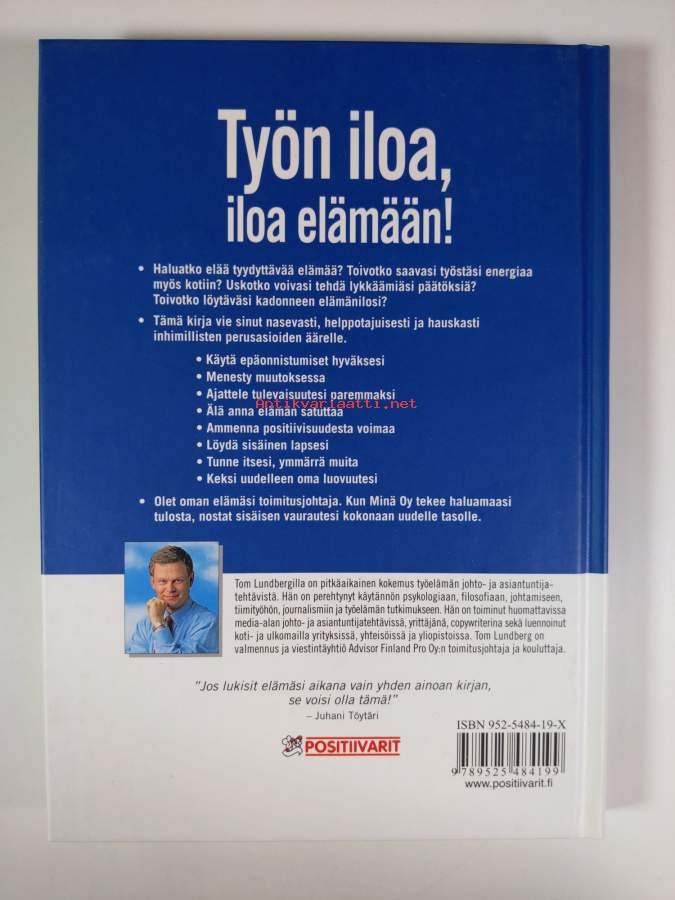 Työn iloa,
iloa elämään!
• Haluatko elää tyydyttävää elämää? Toivotko saavasi työstäsi energiaa
myös kotiin? Uskotko voivasi tehdä lykkäämiäsi päätöksiä?
Toivotko löytäväsi kadonneen elämänilosi?
• Tämä kirja vie sinut nasevasti, helppotajuisesti ja hauskasti
inhimillisten perusasioiden äärelle.
• Käytä epäonnistumiset hyväksesi
• Menesty muutoksessa
• Ajattele tulevaisuutesi paremmaksi
Antikvariaatti.net
• Älä anna elämän satuttaa
• Ammenna positiivisuudesta voimaa
• Löydä sisäinen lapsesi
• Tunne itsesi, ymmärrä muita
• Keksi uudelleen oma luovuutesi
• Olet oman elämäsi toimitusjohtaja. Kun Minä Oy tekee haluamaasi
tulosta, nostat sisäisen vaurautesi kokonaan uudelle tasolle.
Tom Lundbergilla on pitkäaikainen kokemus työelämän johto- ja asiantuntija-
tehtävistä. Hän on perehtynyt käytännön psykologiaan, filosofiaan, johtamiseen,
tiimityöhön, journalismiin ja työelämän tutkimukseen. Hän on toiminut huomattavissa
media-alan johto- ja asiantuntijatehtävissä, yrittäjänä, copywriterina sekä luennoinut
koti- ja ulkomailla yrityksissä, yhteisöissä ja yliopistoissa. Tom Lundberg on
valmennus ja viestintäyhtiö Advisor Finland Pro Oy:n toimitusjohtaja ja kouluttaja.
"Jos lukisit elämäsi aikana vain yhden ainoan kirjan,
se voisi olla tämä!"
– Juhani Töytäri
POSITIIVARIT
ISBN 952-5484-19-X
9 789525 484199
www.positiivarit.fi